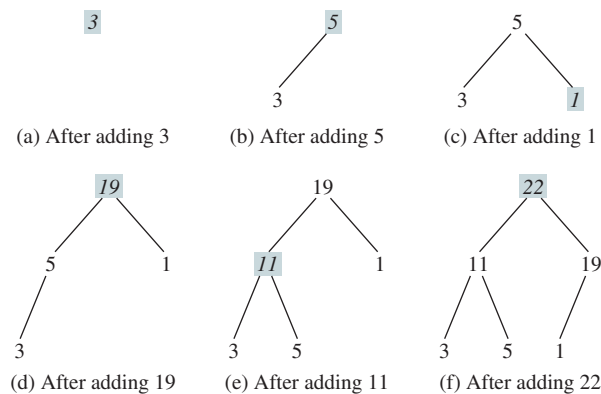 3 5 5
3 3 1
(a) After adding 3 (b) After adding 5 (c) After adding 1
19 19 22
5 1 11 1 11 19
3 3 5 3 5 1
(d) After adding 19 (e) After adding 11 (f) After adding 22